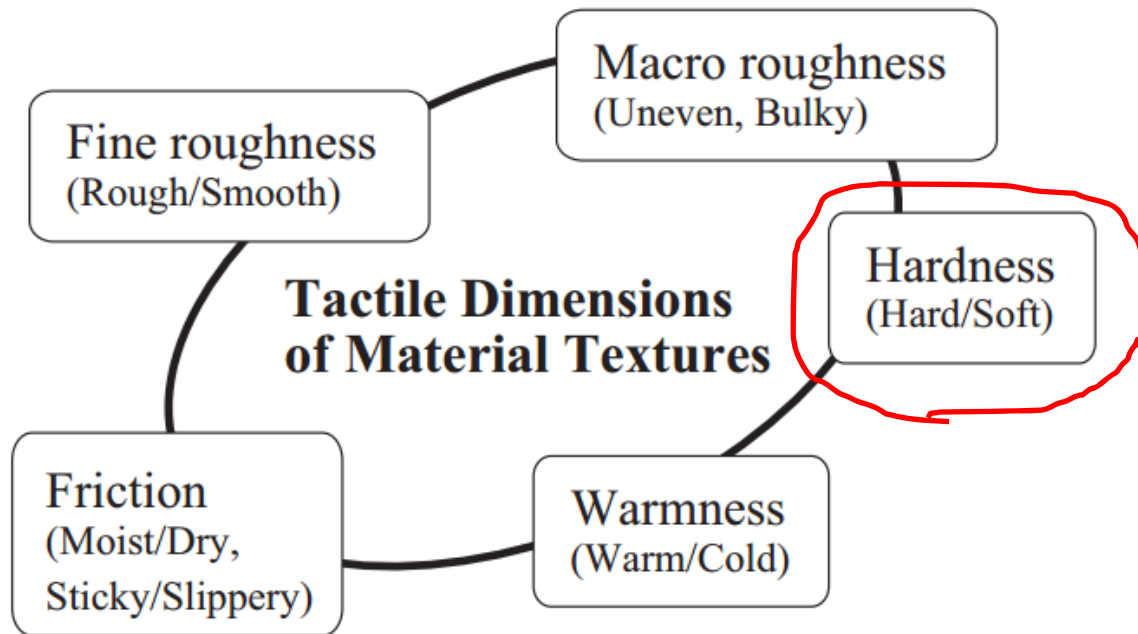 Macro roughness
(Uneven, Bulky)
Fine roughness
(Rough/Smooth)
Hardness
(Hard/Soft)
Tactile Dimensions
of Material Textures
Friction
(Moist/Dry,
Sticky/Slippery)
Warmness
(Warm/Cold)